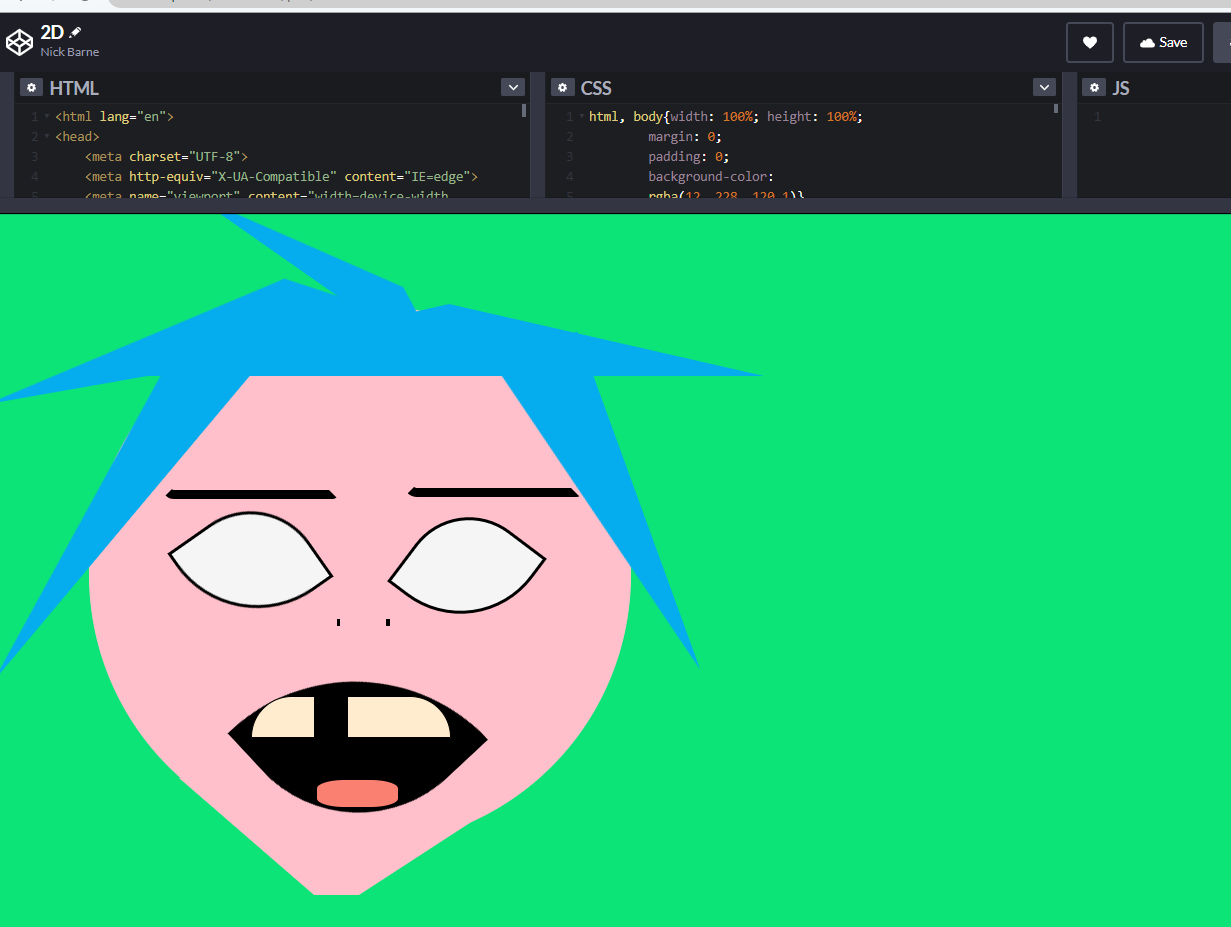 2D
Nick Barne
Save
HTML
CSS
JS
1 <html lang="en">
2 <head>
3 <meta charset="UTF-8">
4 <meta http-equiv="X-UA-Compatible" content="IE=edge">
5 <meta name="viewport" content="width=device-width,
1 html, body{width: 100%; height: 100%;
2 margin: 0;
3 padding: 0;
4 background-color:
5 rgba(12, 228, 120,1)}
1